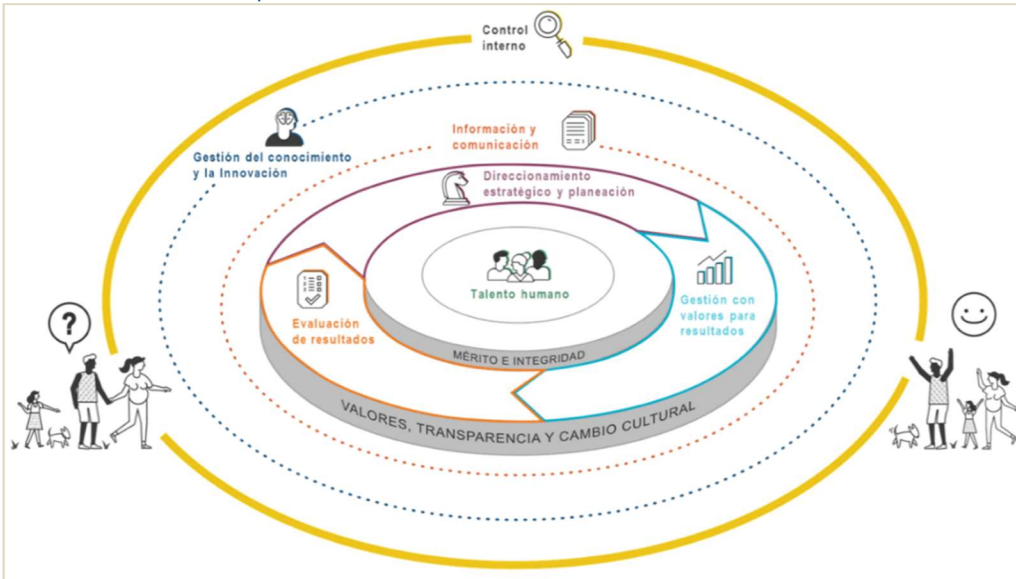 Control
interno
Gestión del conocimiento
y la Innovación
Información y
comunicación
Direccionamiento
estratégico y planeación
Talento humano
Gestión con
valores para
resultados
Evaluación
de resultados
MÉRITO E INTEGRIDAD
VALORES, TRANSPARENCIA Y CAMBIO CULTURAL
?